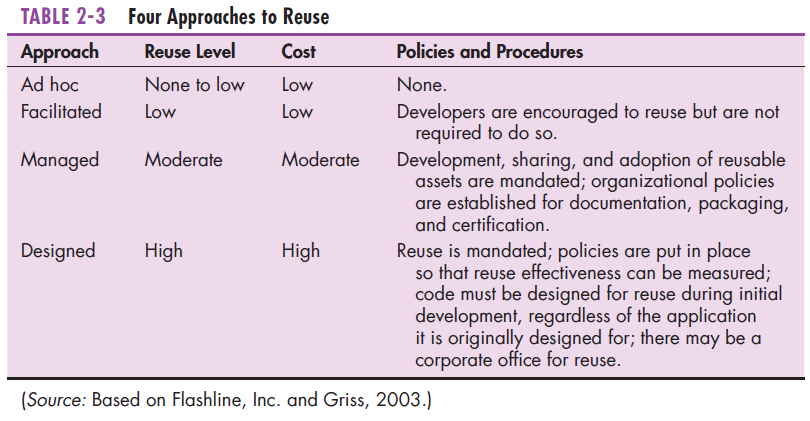 TABLE 2-3 Four Approaches to Reuse
Approach Reuse Level Cost Policies and Procedures
Ad hoc None to low Low None.
Facilitated Low Low Developers are encouraged to reuse but are not
required to do so.
Managed Moderate Moderate Development, sharing, and adoption of reusable
assets are mandated; organizational policies
are established for documentation, packaging,
and certification.
Designed High High Reuse is mandated; policies are put in place
so that reuse effectiveness can be measured;
code must be designed for reuse during initial
development, regardless of the application
it is originally designed for; there may be a
corporate office for reuse.
(Source: Based on Flashline, Inc. and Griss, 2003.)